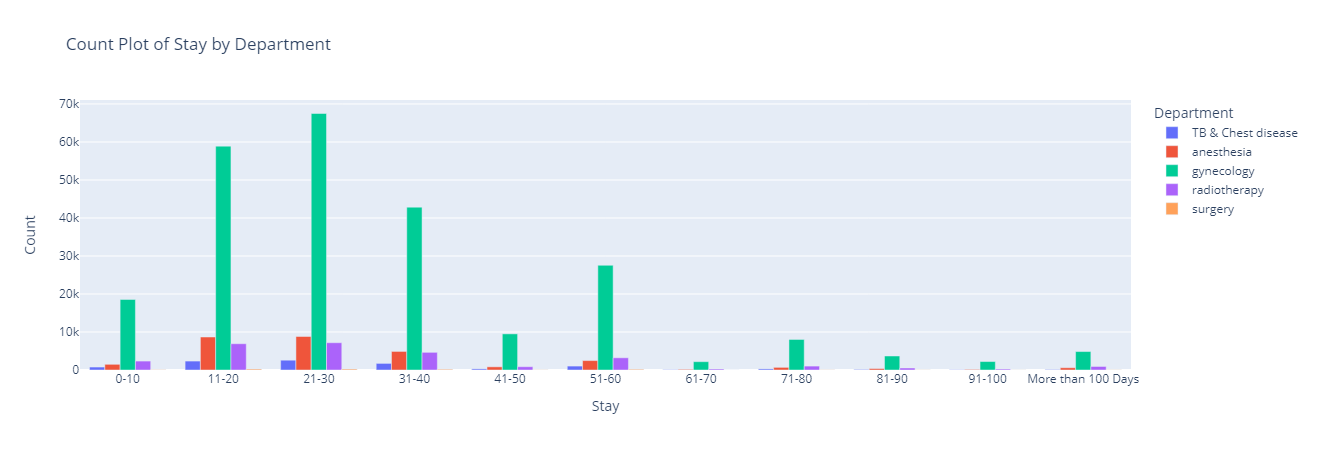 Count Plot of Stay by Department
70k
60k
50k
40k
30k
20k
10k
0
Count
0-10
11-20
21-30
31-40
41-50
51-60
61-70
71-80
81-90
91-100
More than 100 Days
Stay
Department
TB & Chest disease
anesthesia
gynecology
radiotherapy
surgery